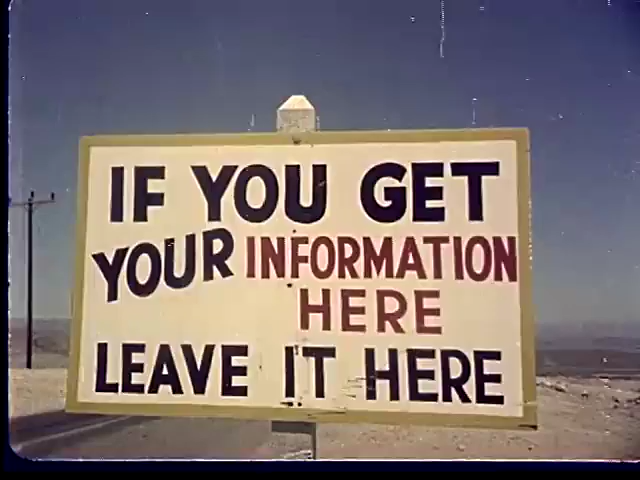 IF YOU GET
YOUR INFORMATION
HERE
LEAVE IT HERE